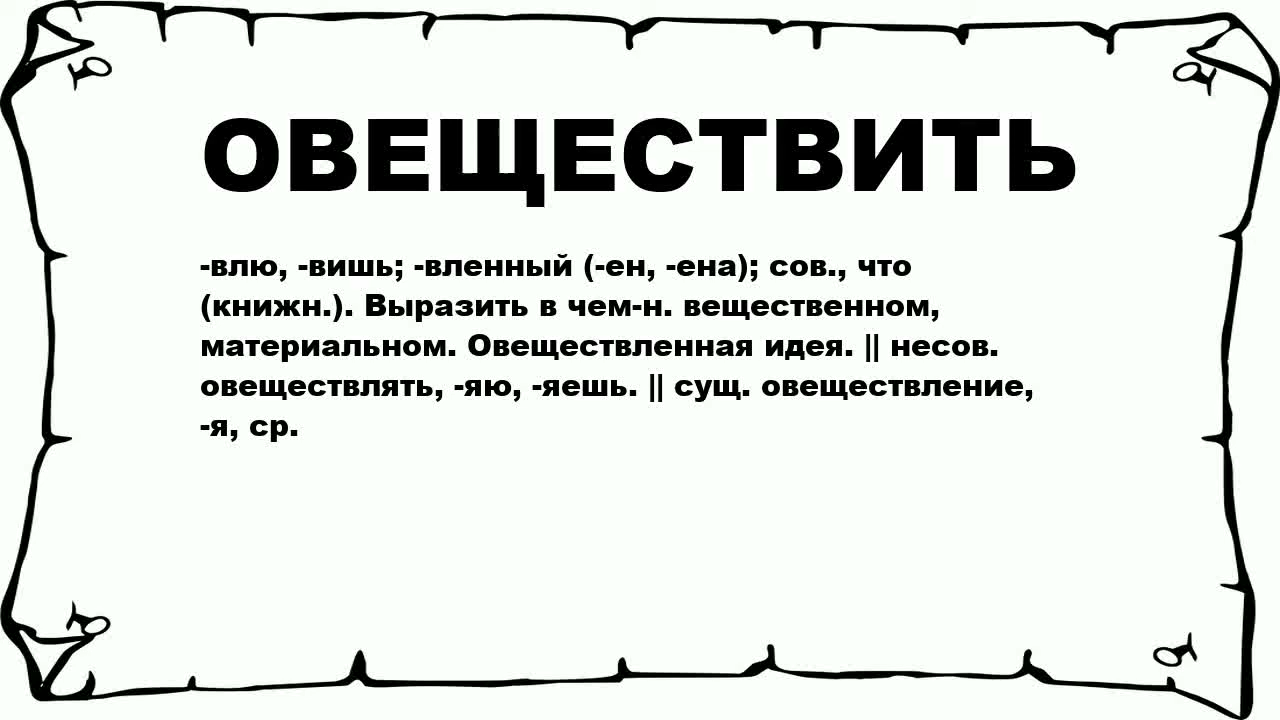 ОВЕЩЕСТВИТЬ
-влю, -вишь; -вленный (-ен, -ена); сов., что
(книжн.). Выразить в чем-н. вещественном,
материальном. Овеществленная идея. || несов.
овеществлять, -яю, -яешь. || сущ. овеществление,
-я, ср.